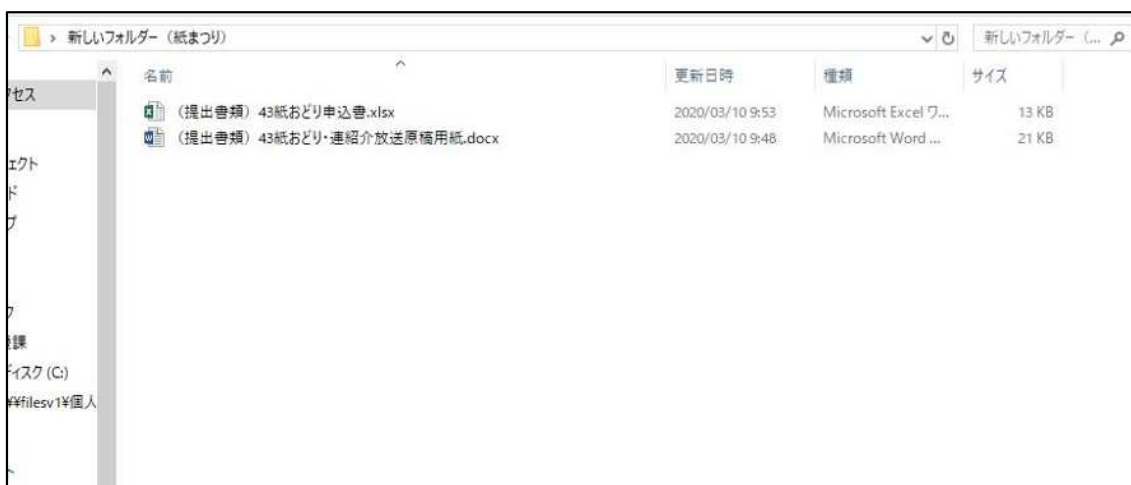 > 新しいフォルダー（紙まつり）
新しいフォルダー（...
名前 更新日時 種類 サイズ
（提出書類）43紙おどり申込書.xlsx 2020/03/10 9:53 Microsoft Excel ワ... 13 KB
（提出書類）43紙おどり・連紹介放送原稿用紙.docx 2020/03/10 9:48 Microsoft Word ... 21 KB
クセス
ェクト
ド
プ
ク
課
ディスク (C:)
¥¥filesv1¥個人
ト